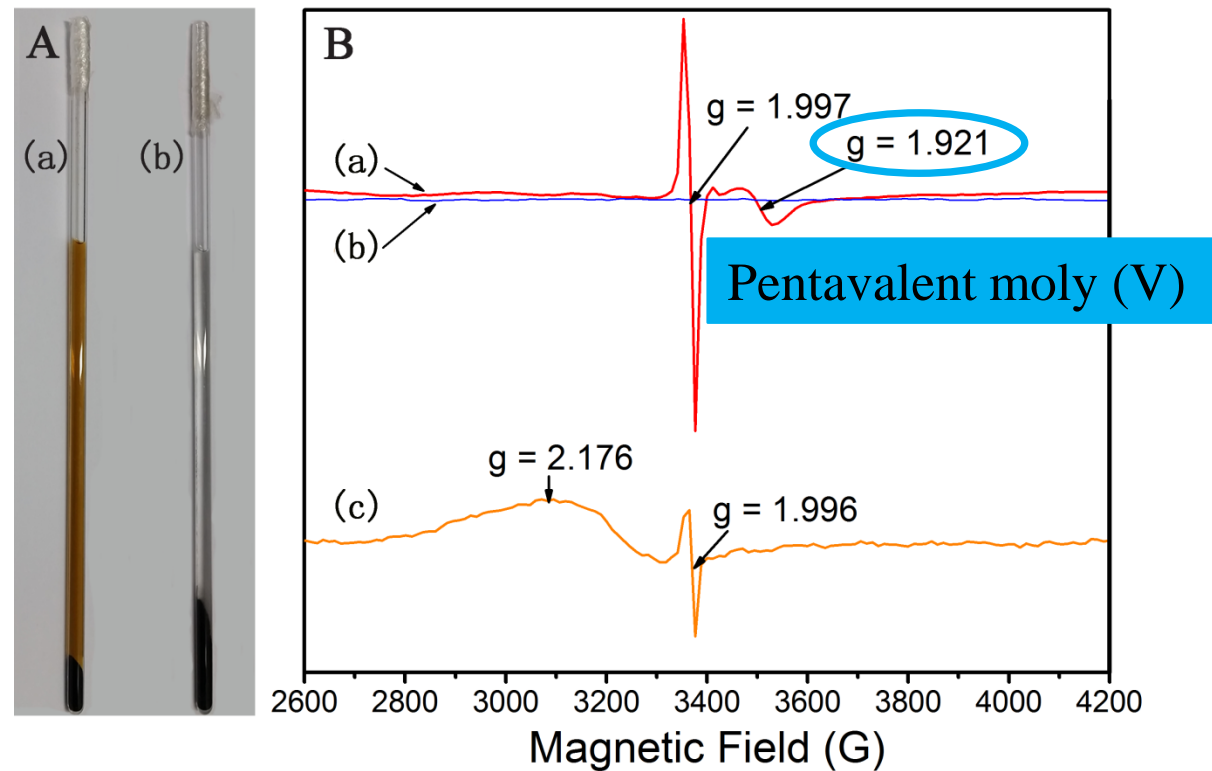 A
(a)
(b)
B
g = 1.997
g = 1.921
(a)
(b)
Pentavalent moly (V)
g = 2.176
(c)
g = 1.996
2600 2800 3000 3200 3400 3600 3800 4000 4200
Magnetic Field (G)